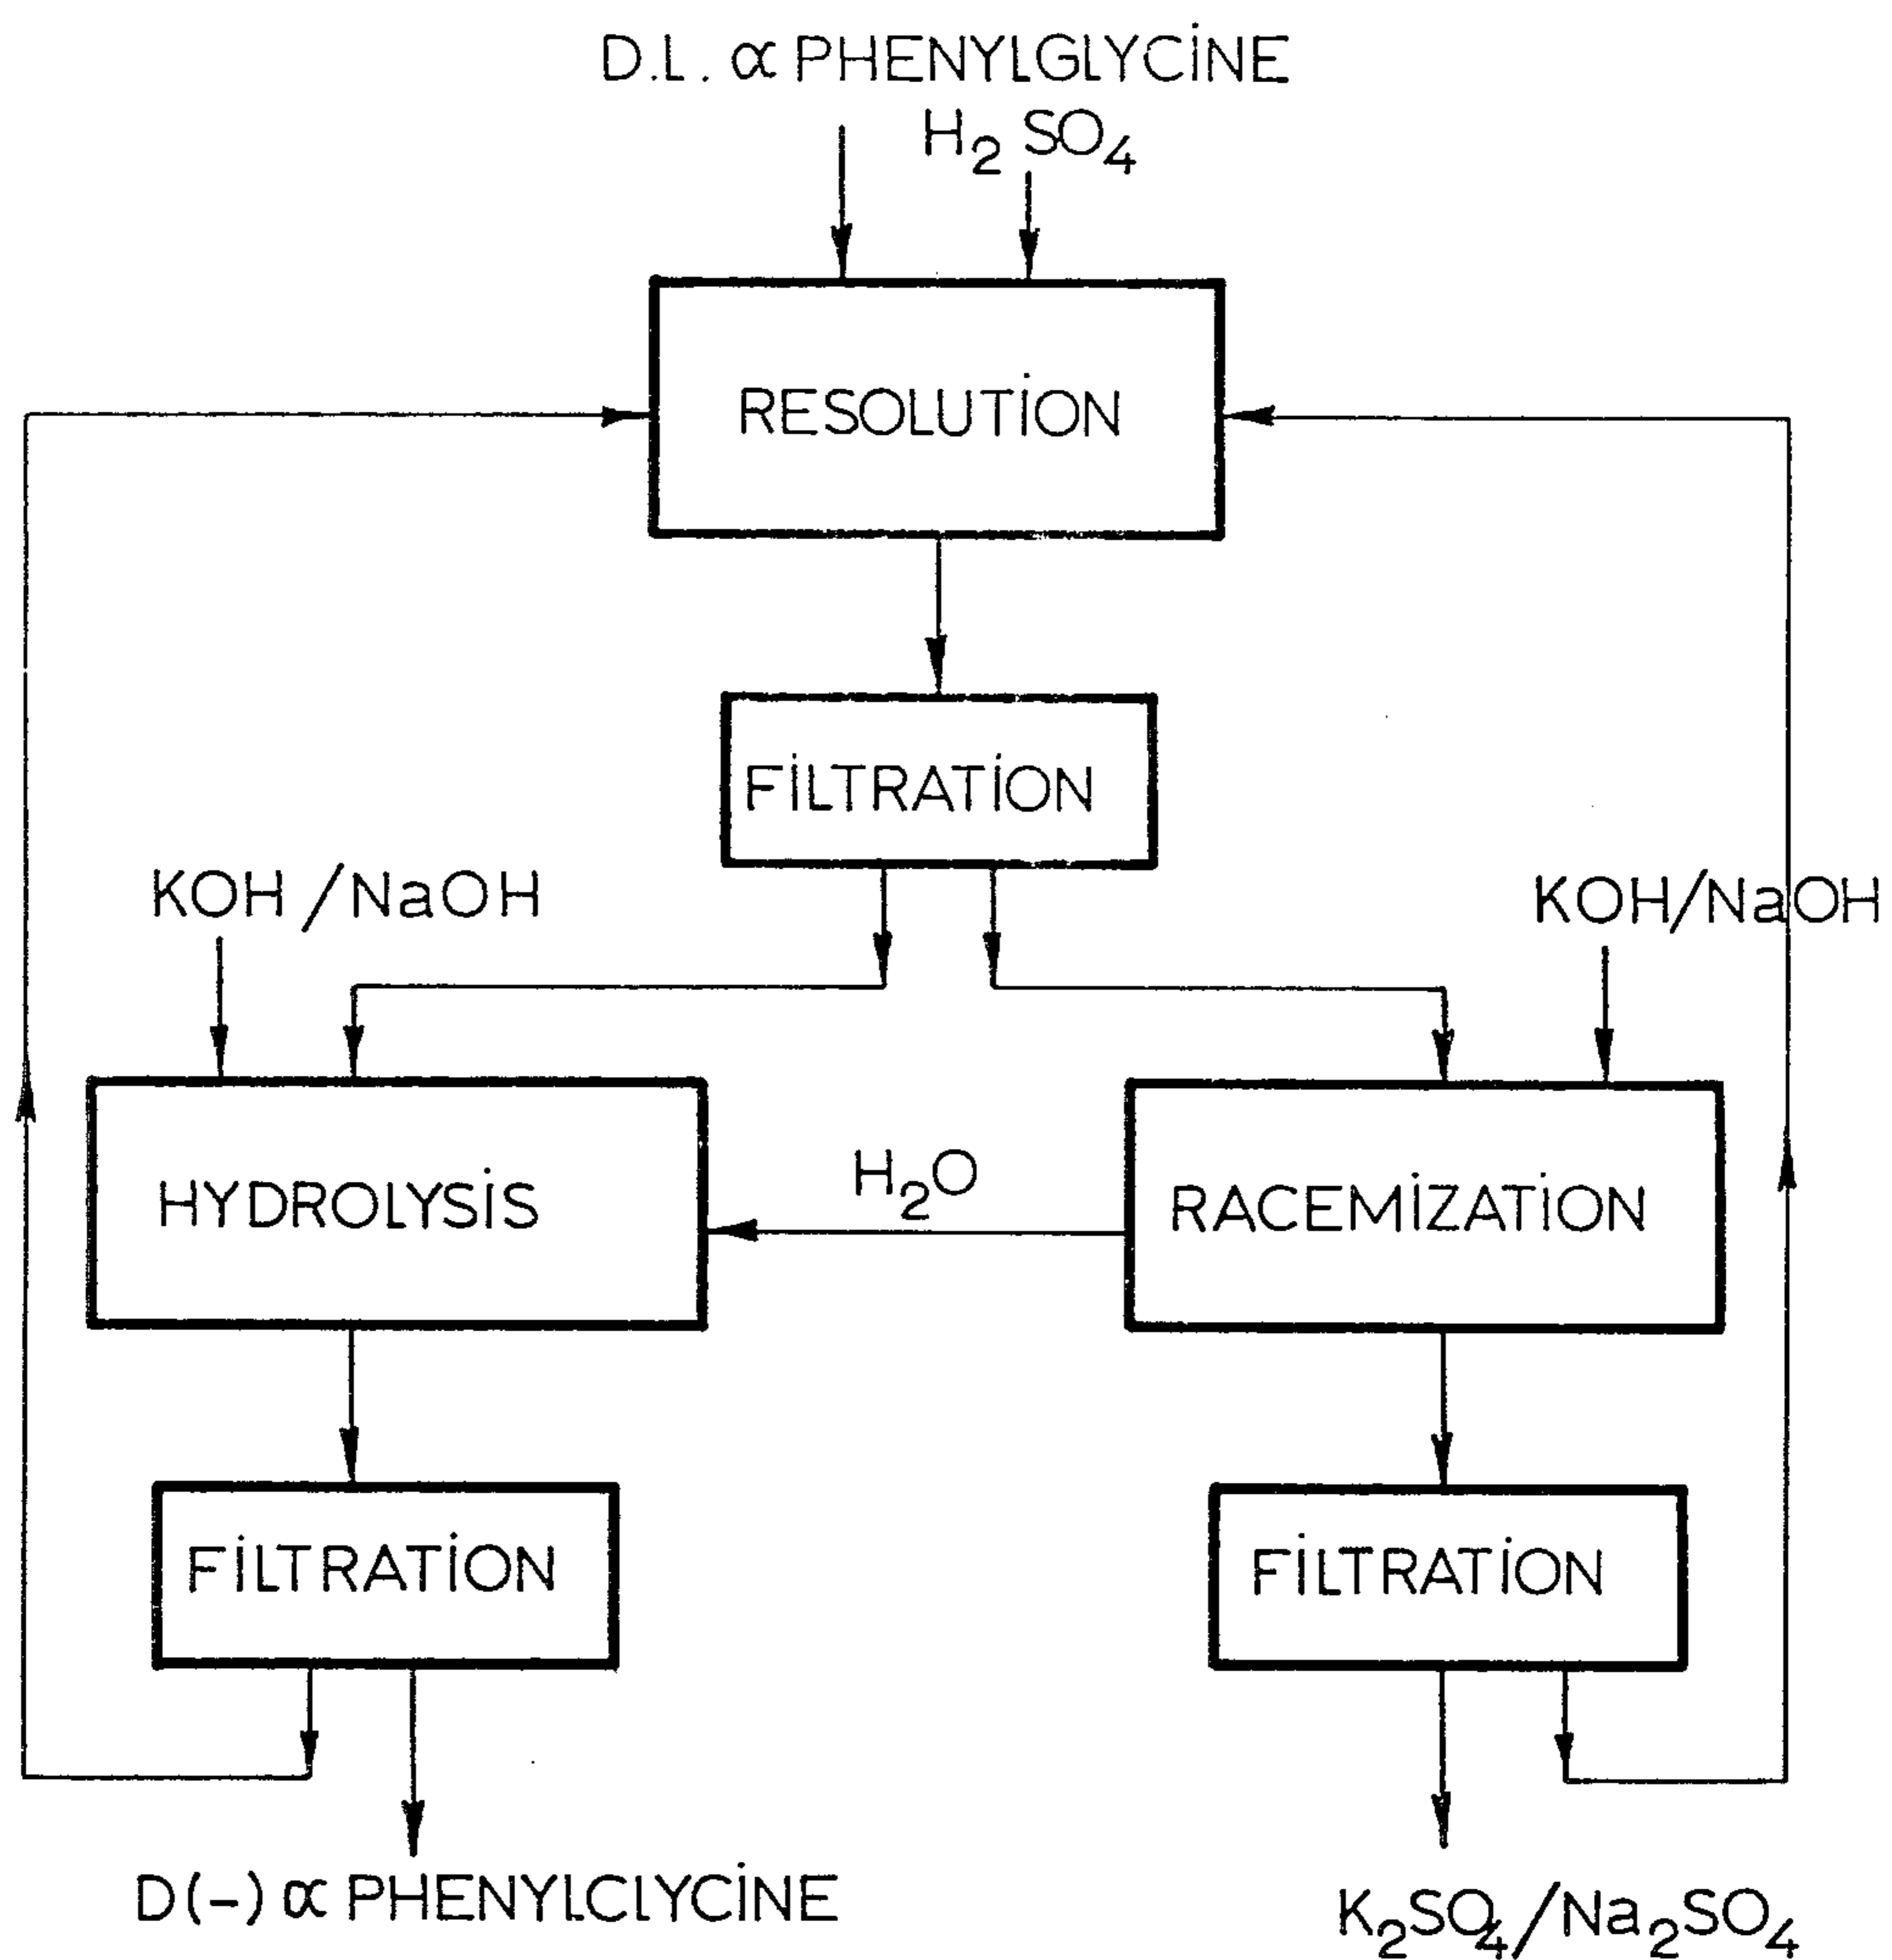 D.L. α PHENYLGLYCİNE
H₂ SO₄
RESOLUTİON
FİLTRATİON
KOH /NaOH
KOH/NaOH
HYDROLYSİS
H₂O
RACEMİZATİON
FİLTRATİON
FİLTRATİON
D(-) α PHENYLCLYCİNE
K₂SO₄/Na₂SO₄